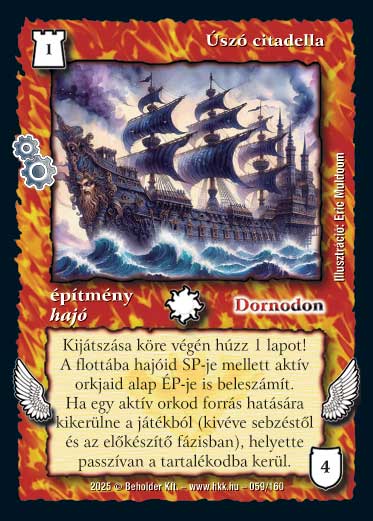 1
Úszó citadella
Illusztráció: Eric Muldoom
építmény
hajó
Dornodon
Kijátszása köre végén húzz 1 lapot!
A flottába hajóid SP-je mellett aktív
orkjaid alap ÉP-je is beleszámít.
Ha egy aktív orkod forrás hatására
kikerülne a játékból (kivéve sebzéstől
és az előkészítő fázisban), helyette
passzívan a tartalékodba kerül.
4
2025 © Beholder Kft. – www.hkk.hu – 059/160